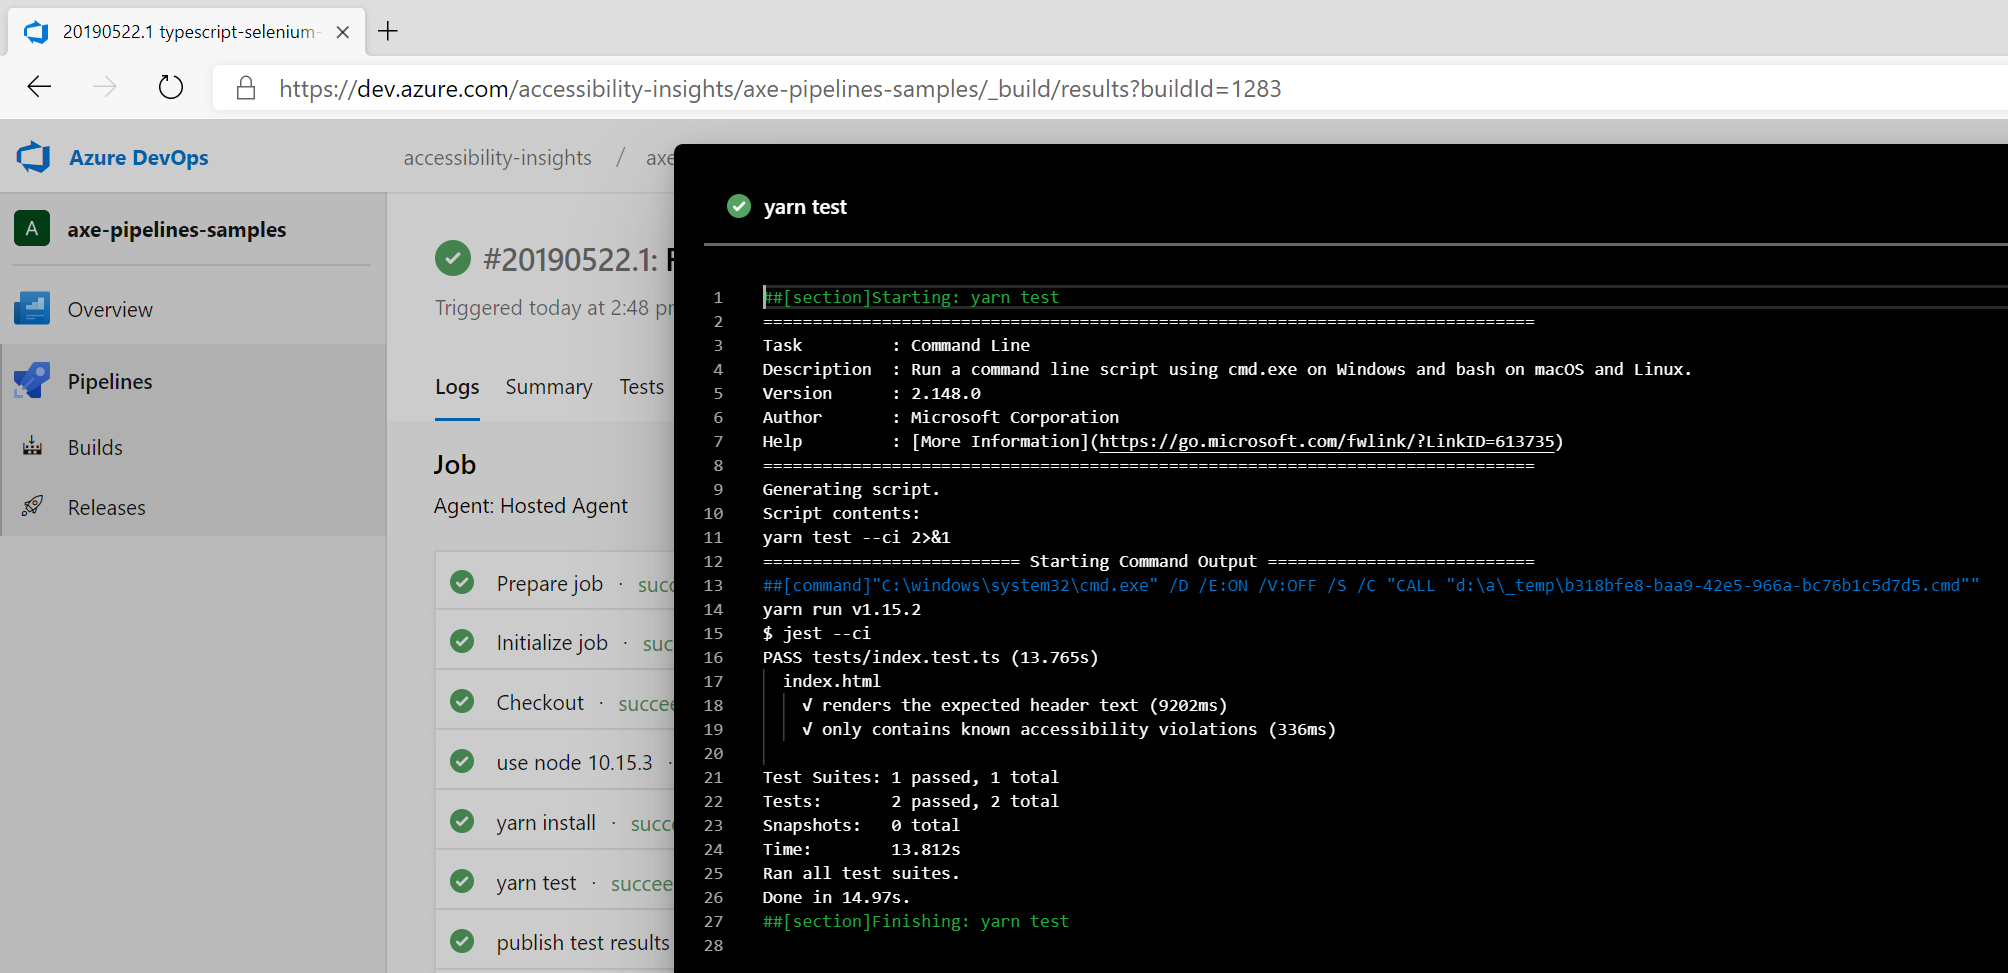 20190522.1 typescript-selenium-
https://dev.azure.com/accessibility-insights/axe-pipelines-samples/_build/results?buildId=1283
Azure DevOps
accessibility-insights / axe
A axe-pipelines-samples
Overview
Pipelines
Builds
Releases
#20190522.1:
Triggered today at 2:48
Logs Summary Tests
Job
Agent: Hosted Agent
Prepare job · succ
Initialize job · suc
Checkout · succee
use node 10.15.3 ·
yarn install · succ
yarn test · succee
publish test results
yarn test
1 ##[section]Starting: yarn test
2 ==============================================================================
3 Task : Command Line
4 Description : Run a command line script using cmd.exe on Windows and bash on macOS and Linux.
5 Version : 2.148.0
6 Author : Microsoft Corporation
7 Help : [More Information](https://go.microsoft.com/fwlink/?LinkID=613735)
8 ==============================================================================
9 Generating script.
10 Script contents:
11 yarn test --ci 2>&1
12 ========================== Starting Command Output ===========================
13 ##[command]"C:\windows\system32\cmd.exe" /D /E:ON /V:OFF /S /C "CALL "d:\a\_temp\b318bfe8-baa9-42e5-966a-bc76b1c5d7d5.cmd""
14 yarn run v1.15.2
15 $ jest --ci
16 PASS tests/index.test.ts (13.765s)
17 index.html
18 √ renders the expected header text (9202ms)
19 √ only contains known accessibility violations (336ms)
20
21 Test Suites: 1 passed, 1 total
22 Tests: 2 passed, 2 total
23 Snapshots: 0 total
24 Time: 13.812s
25 Ran all test suites.
26 Done in 14.97s.
27 ##[section]Finishing: yarn test
28